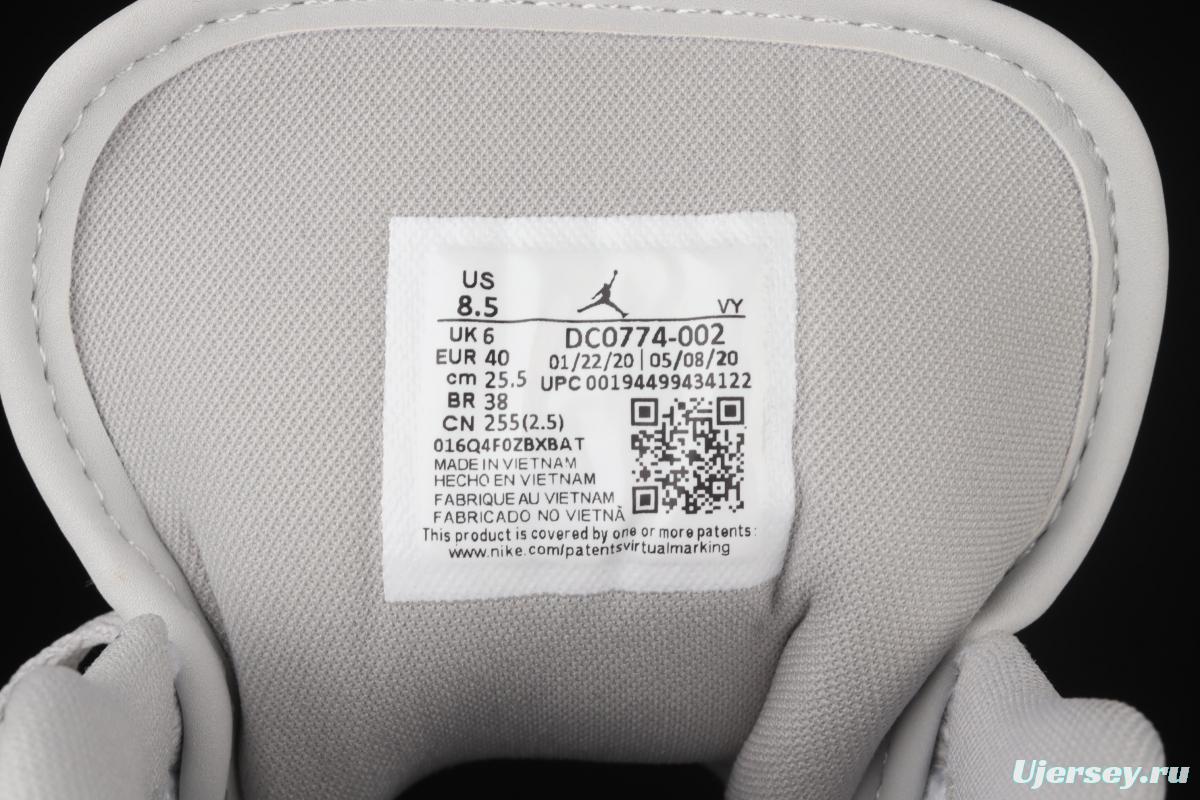 US
8.5
VY
UK 6
DC0774-002
EUR 40
01/22/20 | 05/08/20
cm 25.5
UPC 00194499434122
BR 38
CN 255(2.5)
016Q4F0ZBXBAT
MADE IN VIETNAM
HECHO EN VIETNAM
FABRIQUE AU VIETNAM
FABRICADO NO VIETNÃ
This product is covered by one or more patents:
www.nike.com/patentsvirtualmarking
Ujersey.ru